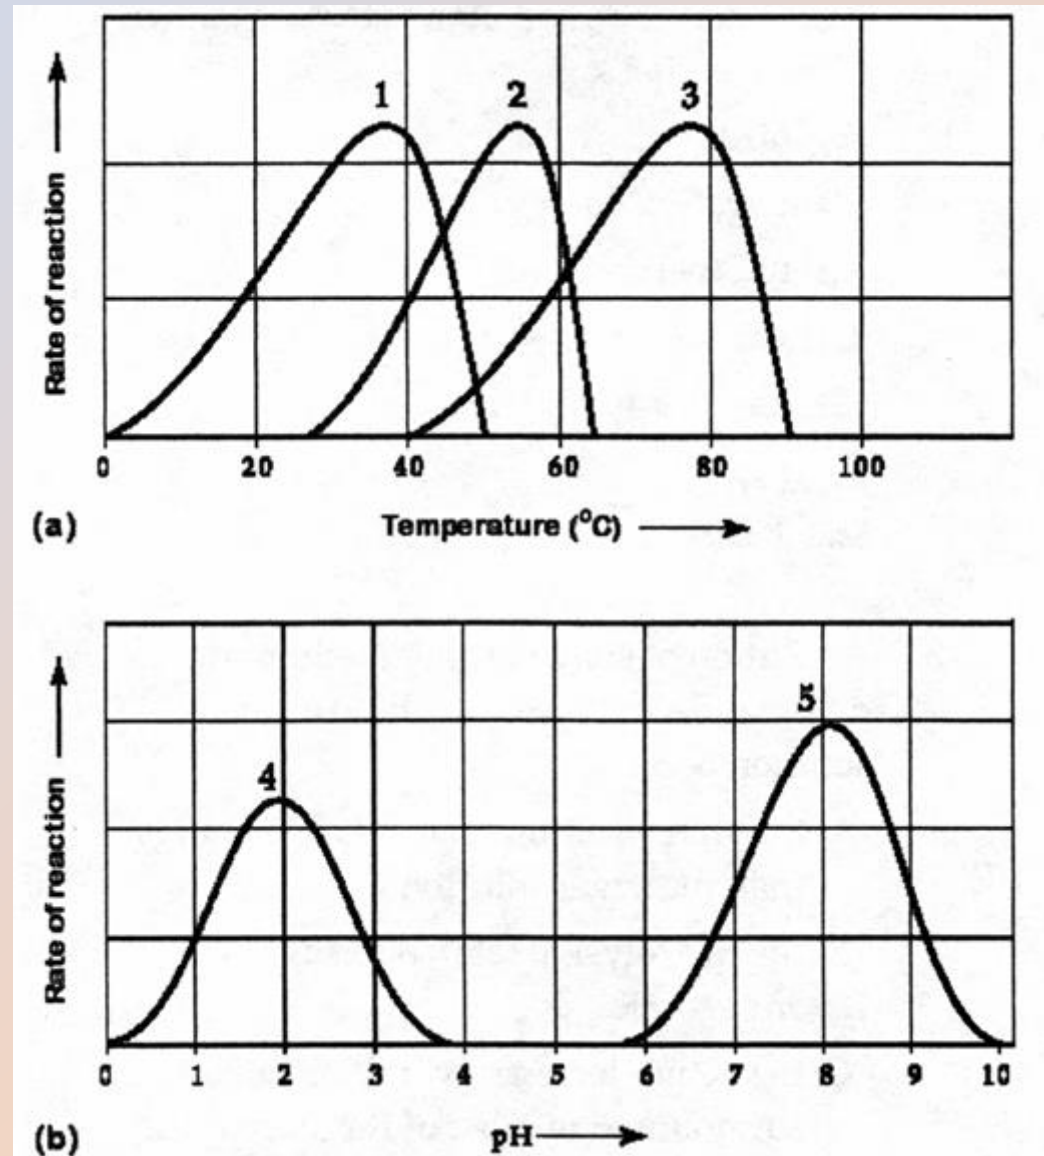 1 2 3
Rate of reaction
0 20 40 60 80 100
(a) Temperature (°C)
4 5
Rate of reaction
0 1 2 3 4 5 6 7 8 9 10
(b) pH